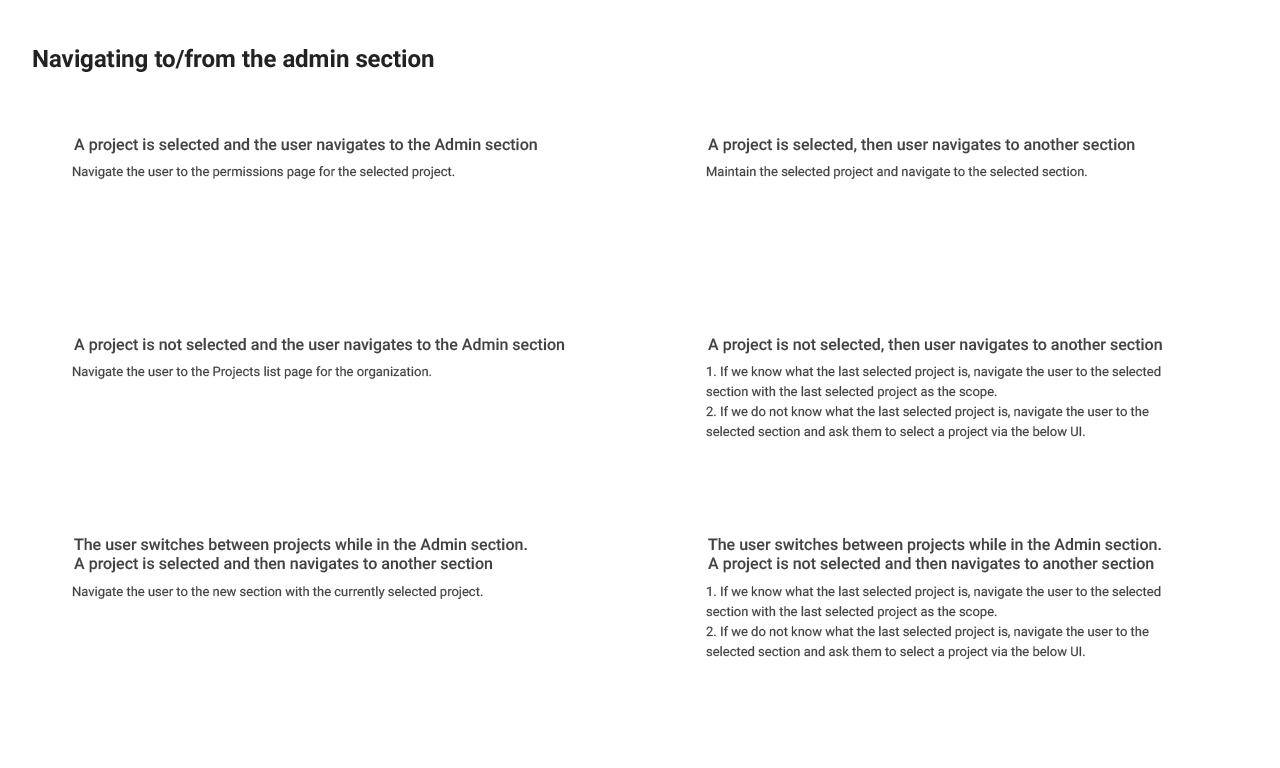 Navigating to/from the admin section
A project is selected and the user navigates to the Admin section
Navigate the user to the permissions page for the selected project.
A project is selected, then user navigates to another section
Maintain the selected project and navigate to the selected section.
A project is not selected and the user navigates to the Admin section
Navigate the user to the Projects list page for the organization.
A project is not selected, then user navigates to another section
1. If we know what the last selected project is, navigate the user to the selected
section with the last selected project as the scope.
2. If we do not know what the last selected project is, navigate the user to the
selected section and ask them to select a project via the below UI.
The user switches between projects while in the Admin section.
A project is selected and then navigates to another section
Navigate the user to the new section with the currently selected project.
The user switches between projects while in the Admin section.
A project is not selected and then navigates to another section
1. If we know what the last selected project is, navigate the user to the selected
section with the last selected project as the scope.
2. If we do not know what the last selected project is, navigate the user to the
selected section and ask them to select a project via the below UI.